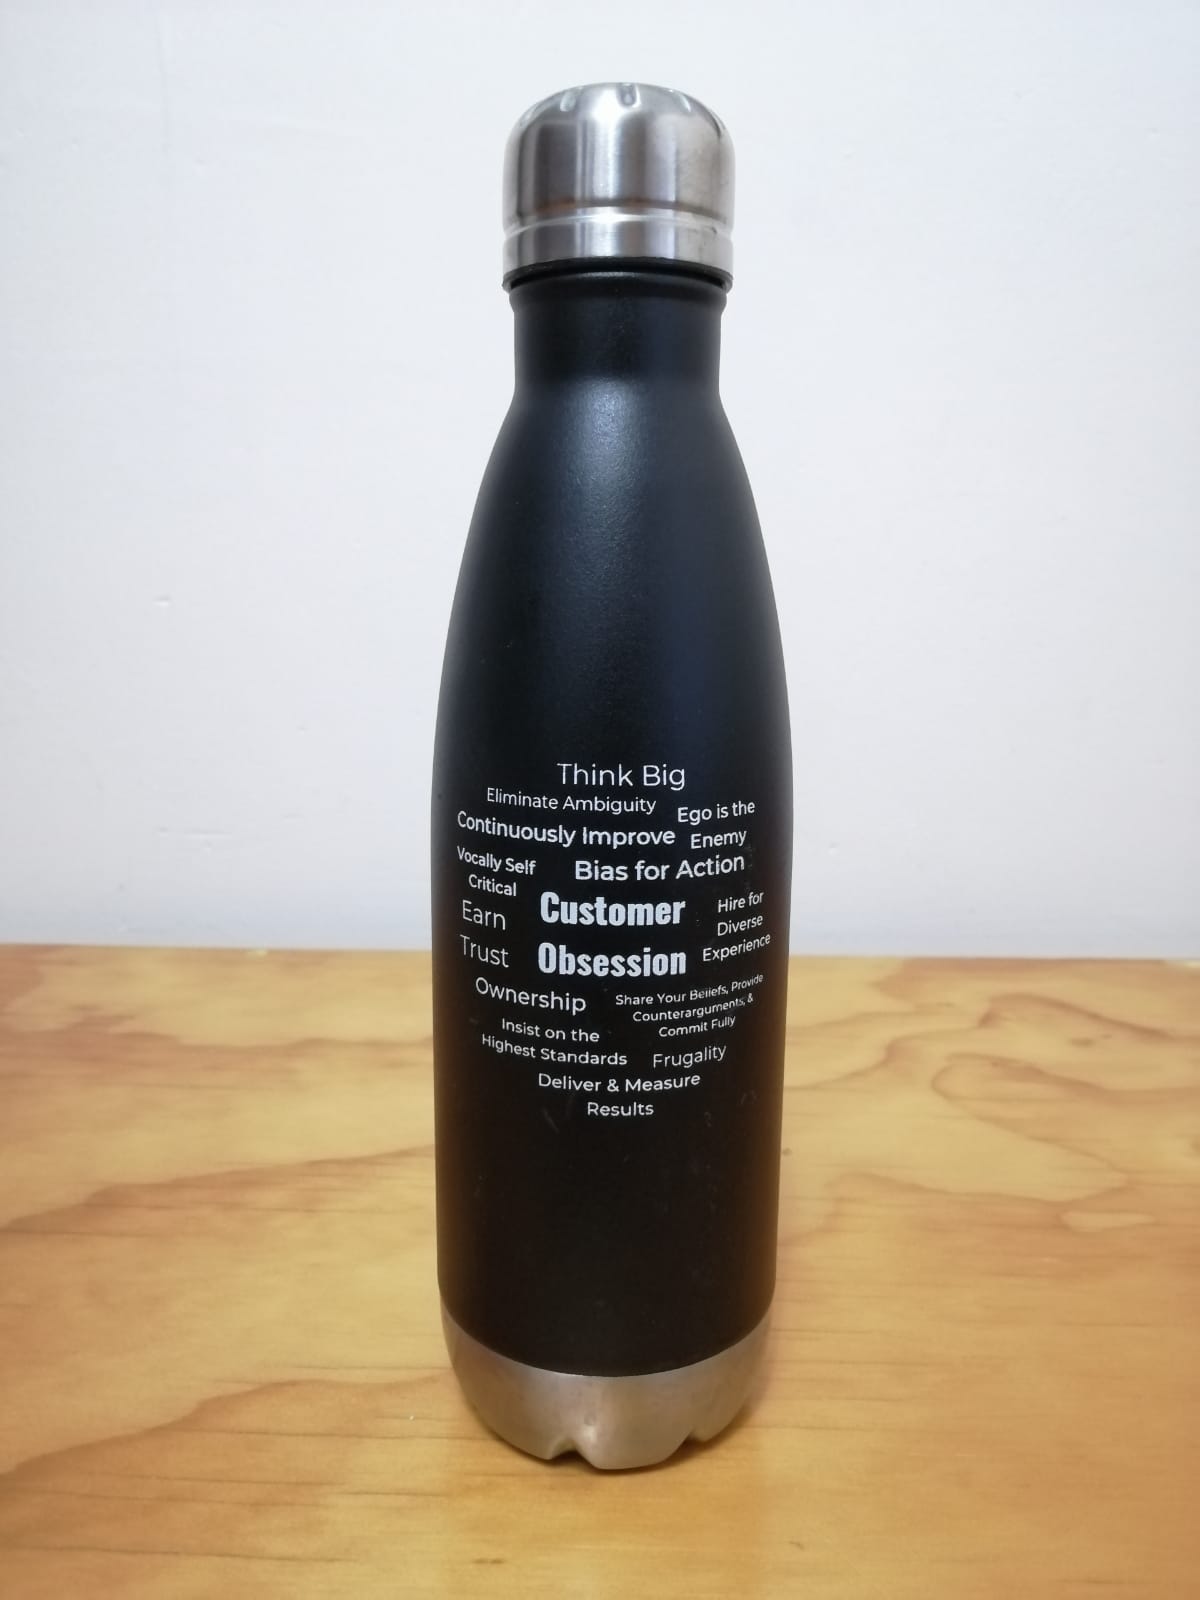 Think Big
Eliminate Ambiguity
Ego is the
Enemy
Continuously Improve
Vocally Self
Critical
Bias for Action
Earn
Trust
Customer
Obsession
Hire for
Diverse
Experience
Ownership
Share Your Beliefs, Provide
Counterarguments, &
Commit Fully
Insist on the
Highest Standards
Frugality
Deliver & Measure
Results